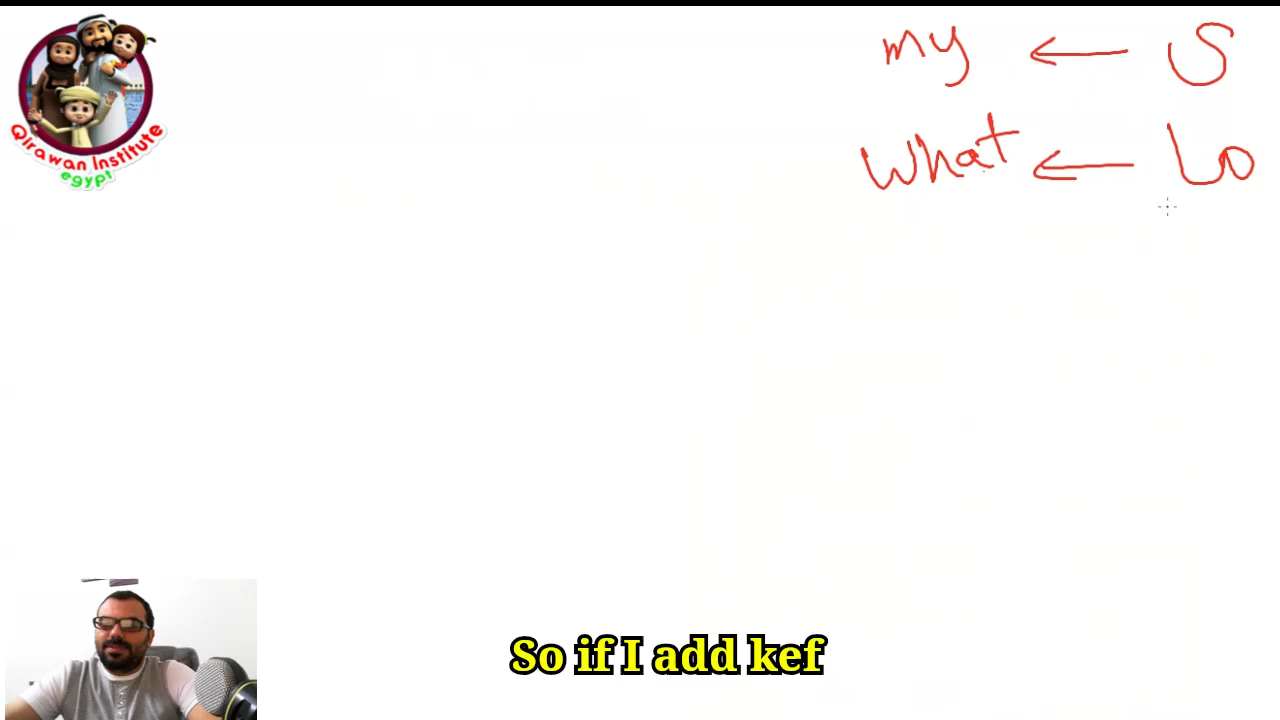 Qirawan Institute
egypt
my ← ي
what ← ما
So if I add kef